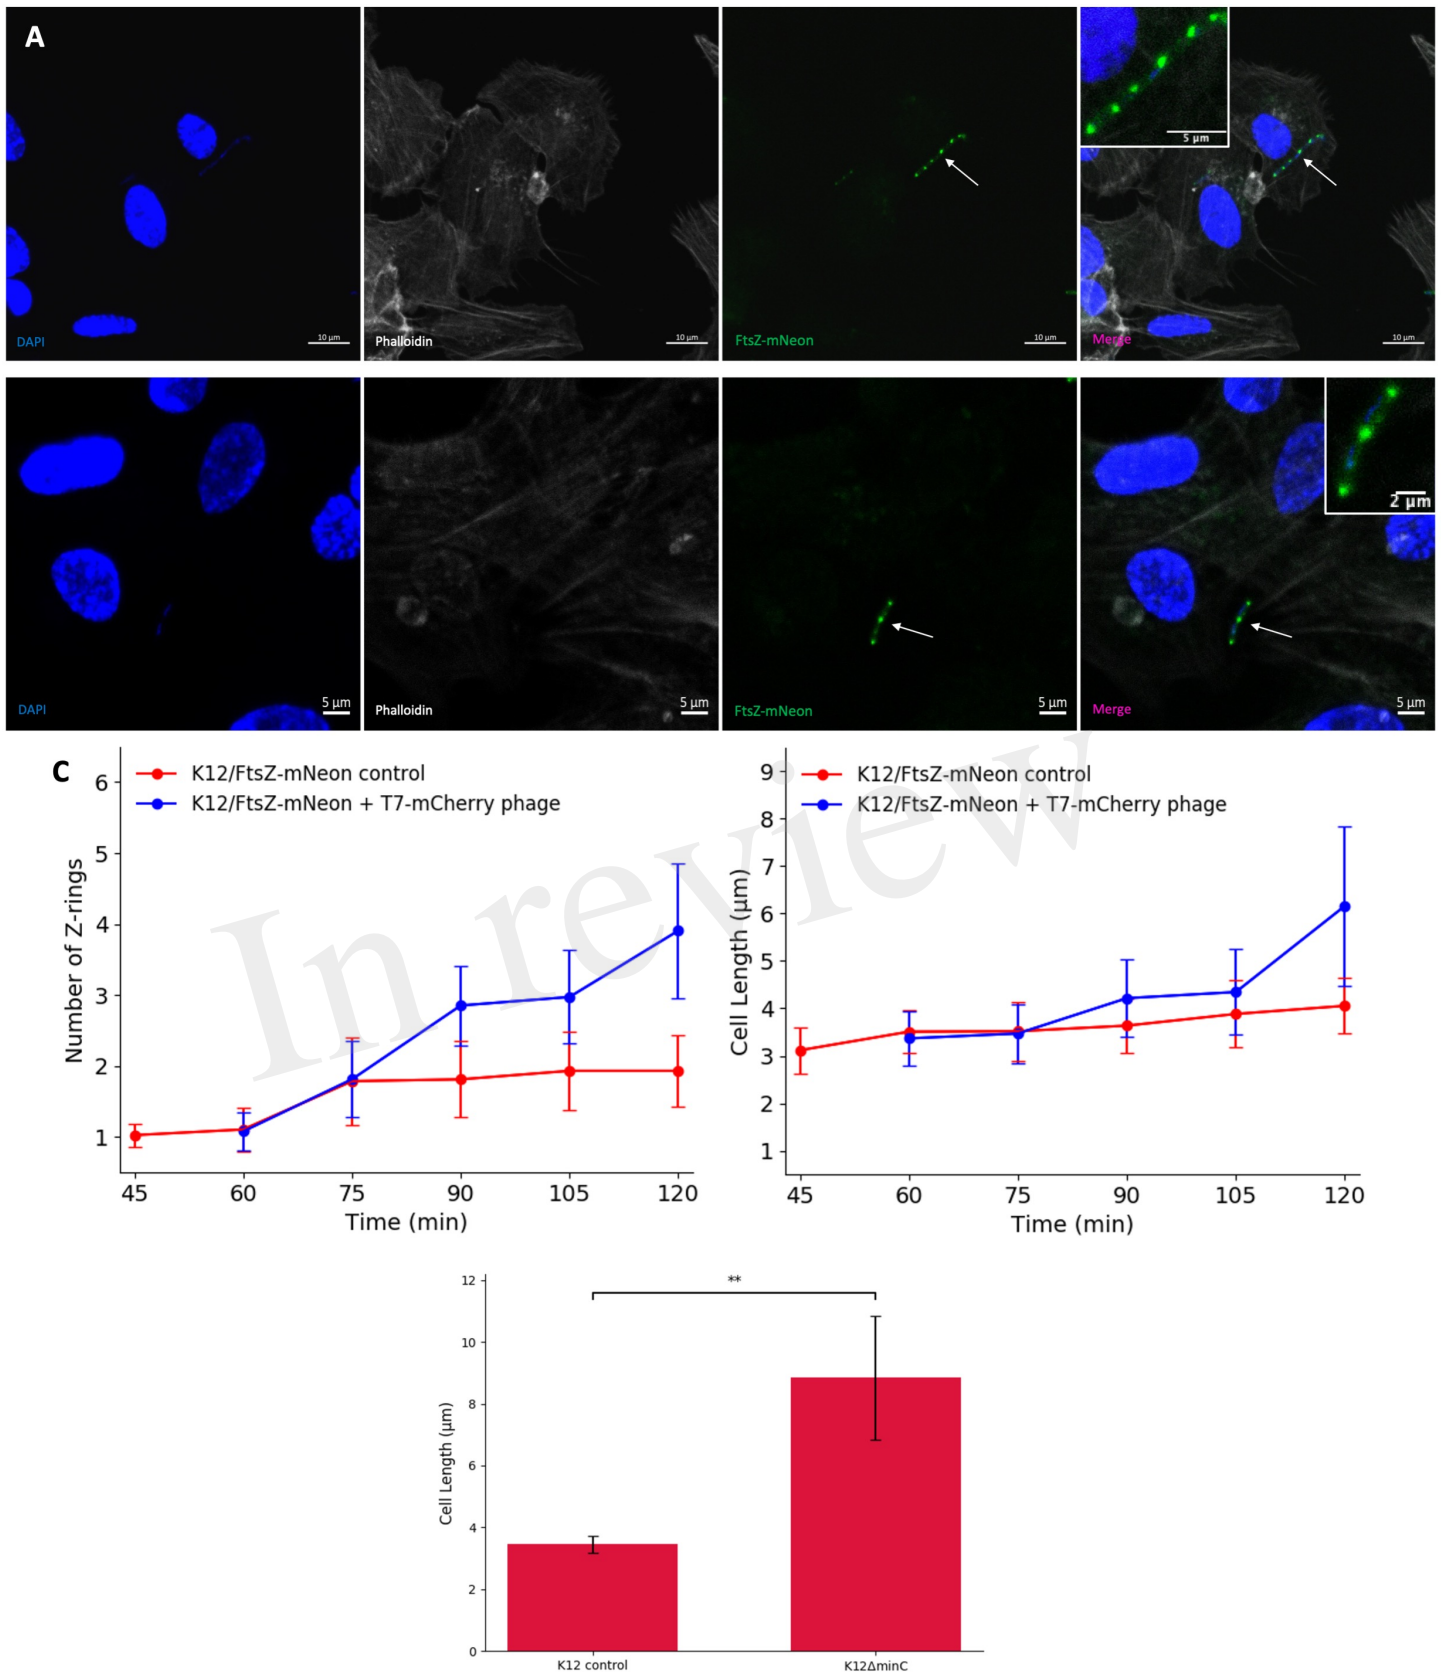 A
5 µm
DAPI
10 µm
Phalloidin
10 µm
FtsZ-mNeon
10 µm
Merge
10 µm
2 µm
DAPI
5 µm
Phalloidin
5 µm
FtsZ-mNeon
5 µm
Merge
5 µm
C
K12/FtsZ-mNeon control
K12/FtsZ-mNeon + T7-mCherry phage
Number of Z-rings
6
5
4
3
2
1
45 60 75 90 105 120
Time (min)
K12/FtsZ-mNeon control
K12/FtsZ-mNeon + T7-mCherry phage
Cell Length (µm)
9
8
7
6
5
4
3
2
1
45 60 75 90 105 120
Time (min)
In review
**
Cell Length (µm)
12
10
8
6
4
2
0
K12 control K12ΔminC